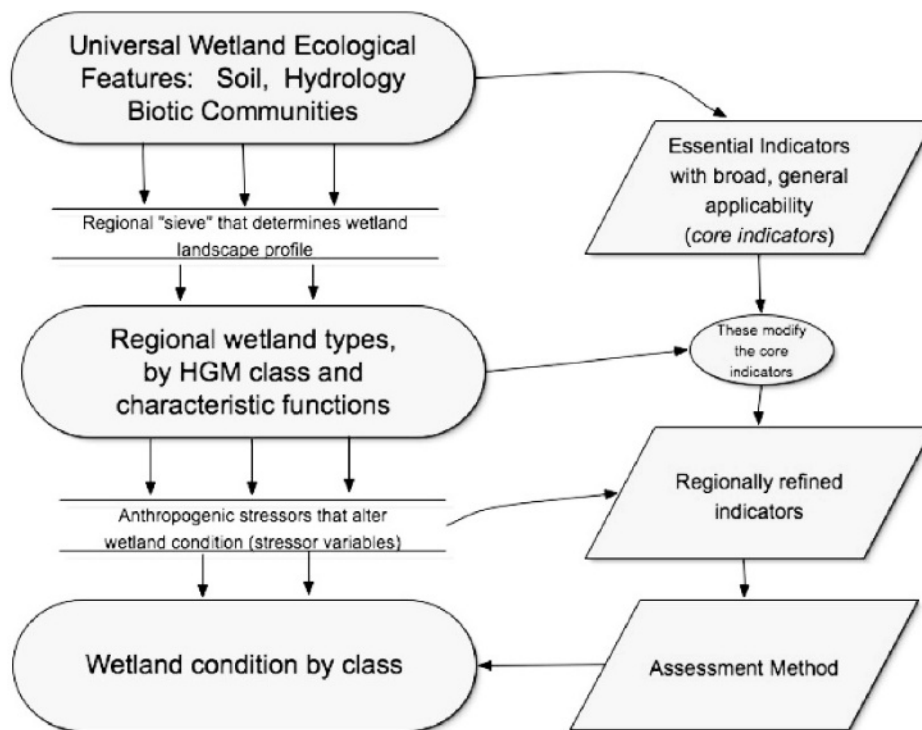 Universal Wetland Ecological
Features: Soil, Hydrology
Biotic Communities
Essential Indicators
with broad, general
applicability
(core indicators)
Regional "sieve" that determines wetland
landscape profile
Regional wetland types,
by HGM class and
characteristic functions
These modify
the core
indicators
Regionally refined
indicators
Anthropogenic stressors that alter
wetland condition (stressor variables)
Wetland condition by class
Assessment Method